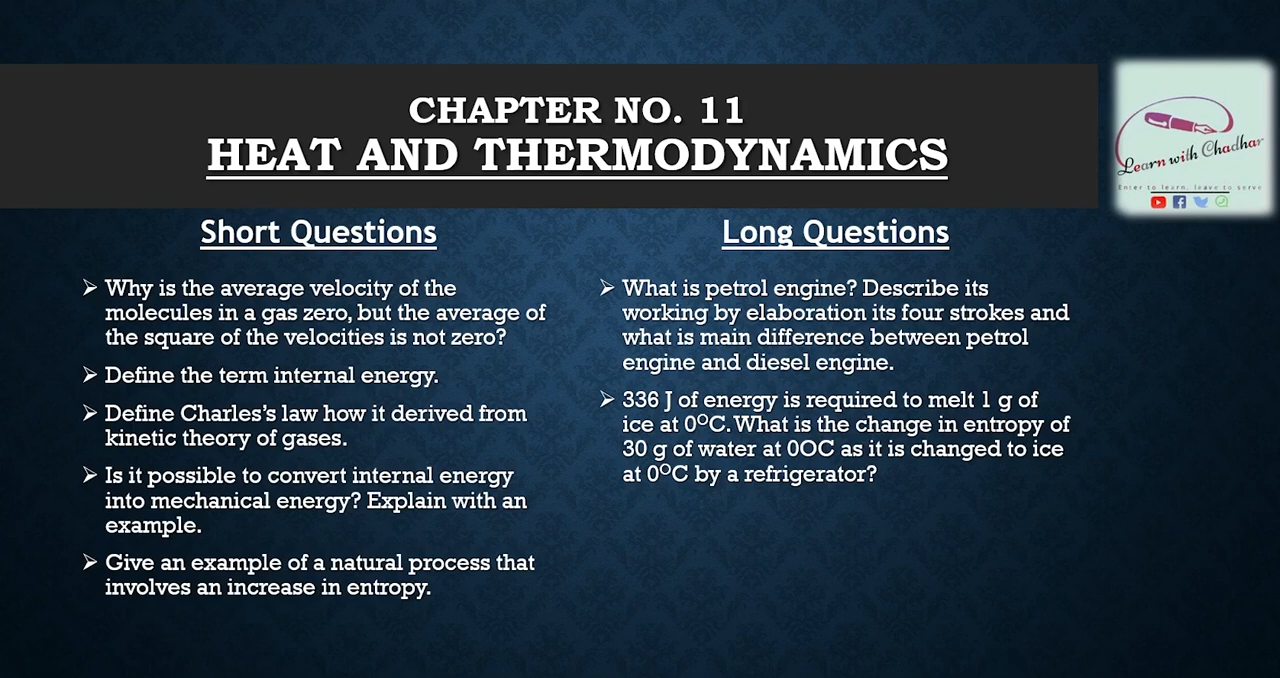 CHAPTER NO. 11
HEAT AND THERMODYNAMICS
Learn with Chadhar
Enter to learn, leave to serve
Short Questions
➢ Why is the average velocity of the
molecules in a gas zero, but the average of
the square of the velocities is not zero?
➢ Define the term internal energy.
➢ Define Charles's law how it derived from
kinetic theory of gases.
➢ Is it possible to convert internal energy
into mechanical energy? Explain with an
example.
➢ Give an example of a natural process that
involves an increase in entropy.
Long Questions
➢ What is petrol engine? Describe its
working by elaboration its four strokes and
what is main difference between petrol
engine and diesel engine.
➢ 336 J of energy is required to melt 1 g of
ice at 0ᴼC. What is the change in entropy of
30 g of water at 0OC as it is changed to ice
at 0ᴼC by a refrigerator?